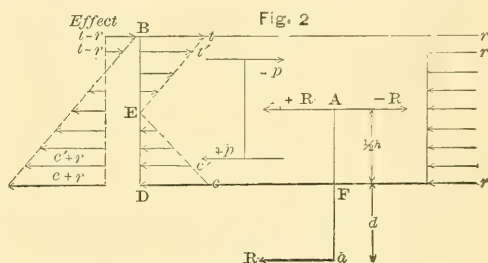 Effect B Fig. 2
t-r t r
t-r t' r
-p
E + R A -R
½h
c'+r +p c'
c+r D c F r
d
R a